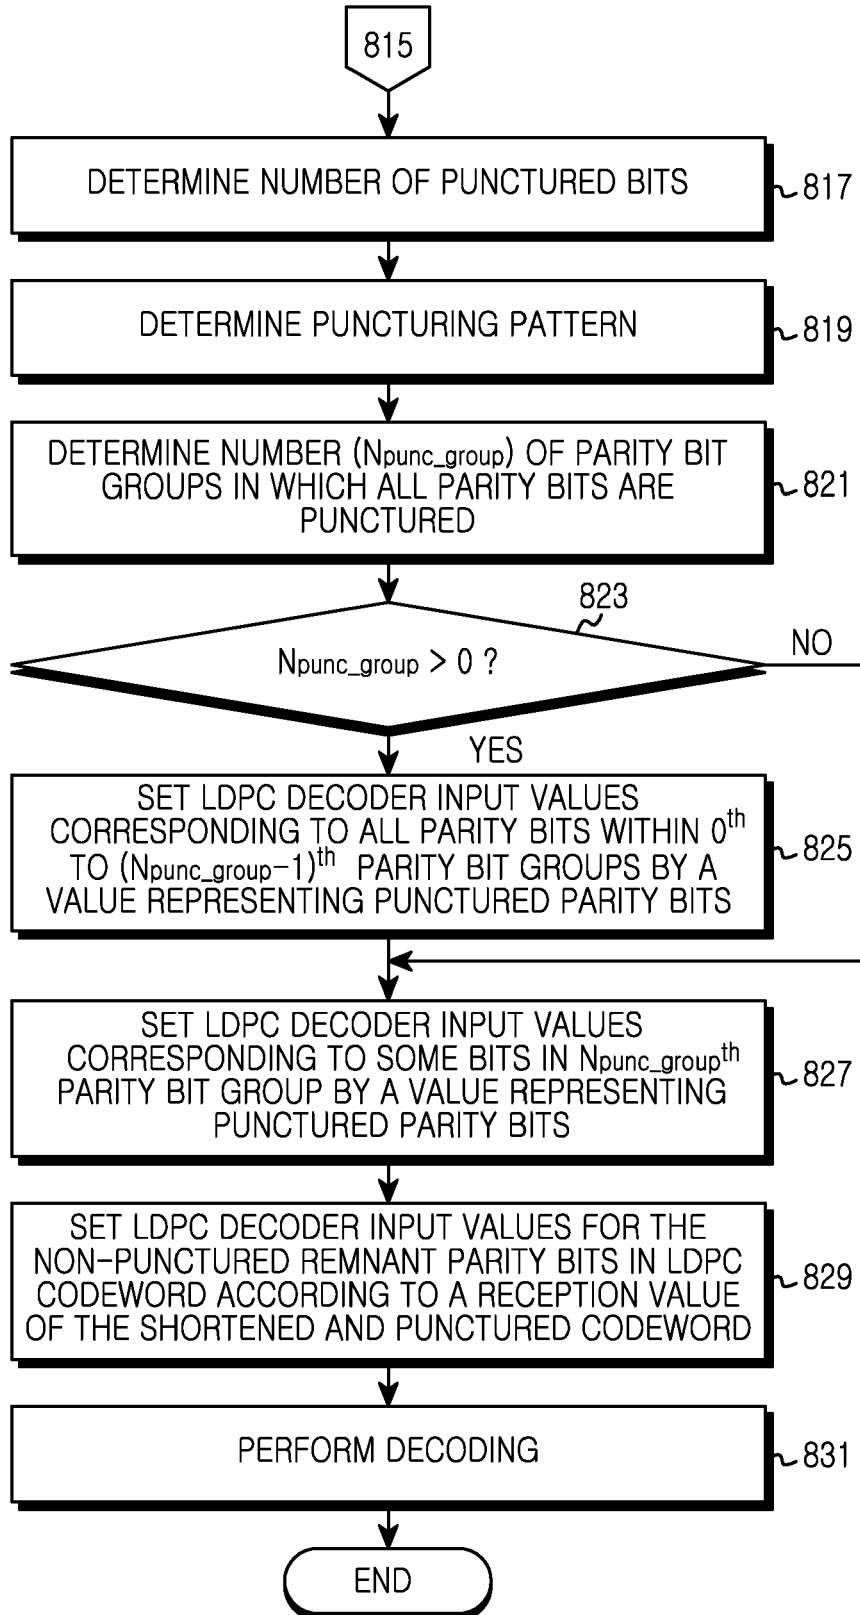 815
DETERMINE NUMBER OF PUNCTURED BITS
817
DETERMINE PUNCTURING PATTERN
819
DETERMINE NUMBER (Npunc_group) OF PARITY BIT
GROUPS IN WHICH ALL PARITY BITS ARE
PUNCTURED
821
823
Npunc_group > 0 ?
NO
YES
SET LDPC DECODER INPUT VALUES
CORRESPONDING TO ALL PARITY BITS WITHIN 0th
TO (Npunc_group-1)th PARITY BIT GROUPS BY A
VALUE REPRESENTING PUNCTURED PARITY BITS
825
SET LDPC DECODER INPUT VALUES
CORRESPONDING TO SOME BITS IN Npunc_groupth
PARITY BIT GROUP BY A VALUE REPRESENTING
PUNCTURED PARITY BITS
827
SET LDPC DECODER INPUT VALUES FOR THE
NON-PUNCTURED REMNANT PARITY BITS IN LDPC
CODEWORD ACCORDING TO A RECEPTION VALUE
OF THE SHORTENED AND PUNCTURED CODEWORD
829
PERFORM DECODING
831
END